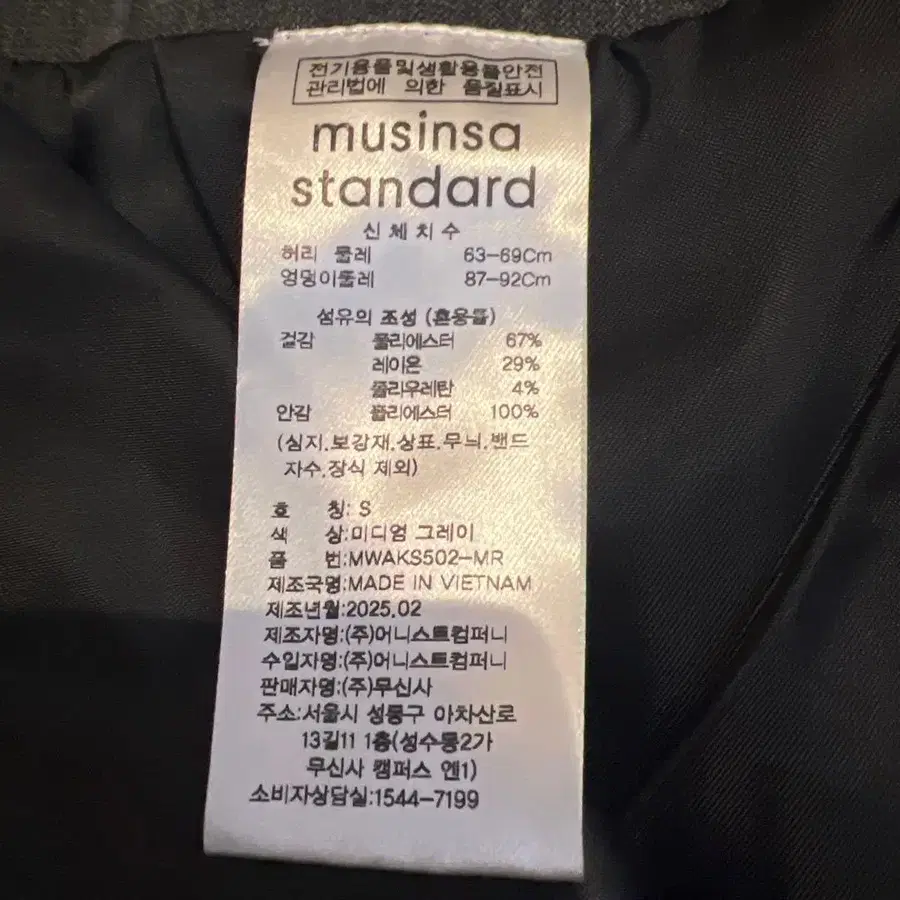 전기용품및생활용품안전
관리법에 의한 품질표시
musinsa
standard
신체치수
허리 둘레 63-69Cm
엉덩이둘레 87-92Cm
섬유의 조성 (혼용률)
겉감 폴리에스터 67%
레이온 29%
폴리우레탄 4%
안감 폴리에스터 100%
(심지.보강재.상표.무늬.밴드
자수.장식 제외)
호 칭: S
색 상:미디엄 그레이
품 번:MWAKS502-MR
제조국명:MADE IN VIETNAM
제조년월:2025.02
제조자명:(주)어니스트컴퍼니
수입자명:(주)어니스트컴퍼니
판매자명:(주)무신사
주소:서울시 성동구 아차산로
13길11 1층(성수동2가
무신사 캠퍼스 엔1)
소비자상담실:1544-7199